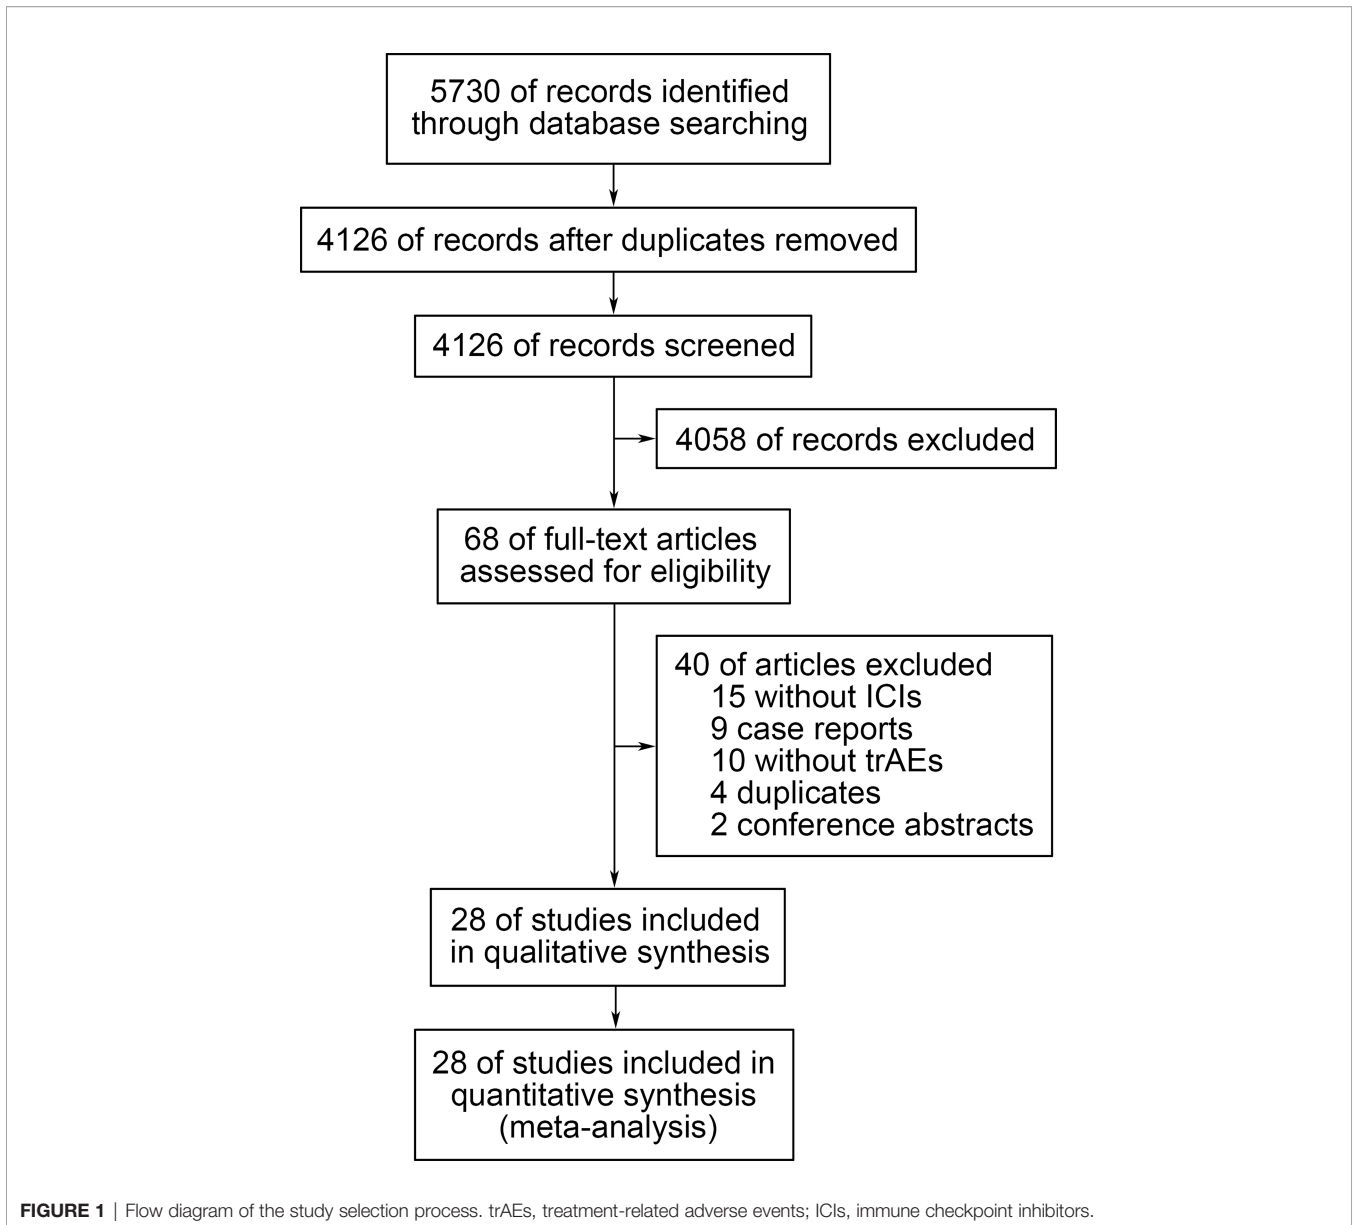 5730 of records identified
through database searching
4126 of records after duplicates removed
4126 of records screened
4058 of records excluded
68 of full-text articles
assessed for eligibility
40 of articles excluded
15 without ICIs
9 case reports
10 without trAEs
4 duplicates
2 conference abstracts
28 of studies included
in qualitative synthesis
28 of studies included in
quantitative synthesis
(meta-analysis)
FIGURE 1 | Flow diagram of the study selection process. trAEs, treatment-related adverse events; ICIs, immune checkpoint inhibitors.